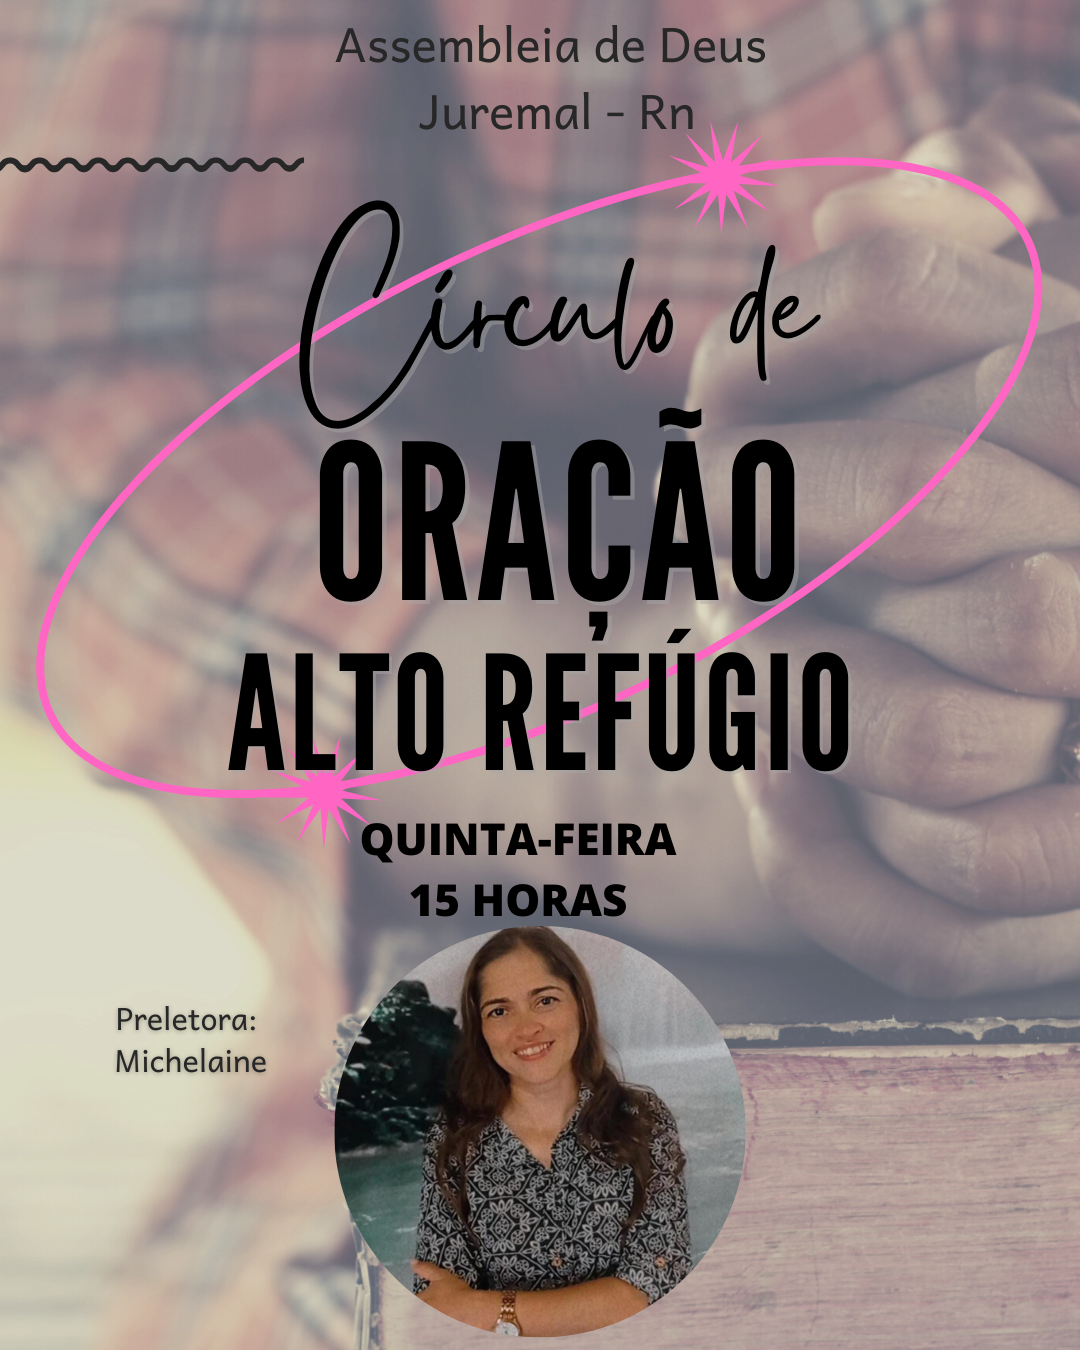 Assembleia de Deus
Juremal - Rn
Círculo de
ORAÇÃO
ALTO REFÚGIO
QUINTA-FEIRA
15 HORAS
Preletora:
Michelaine